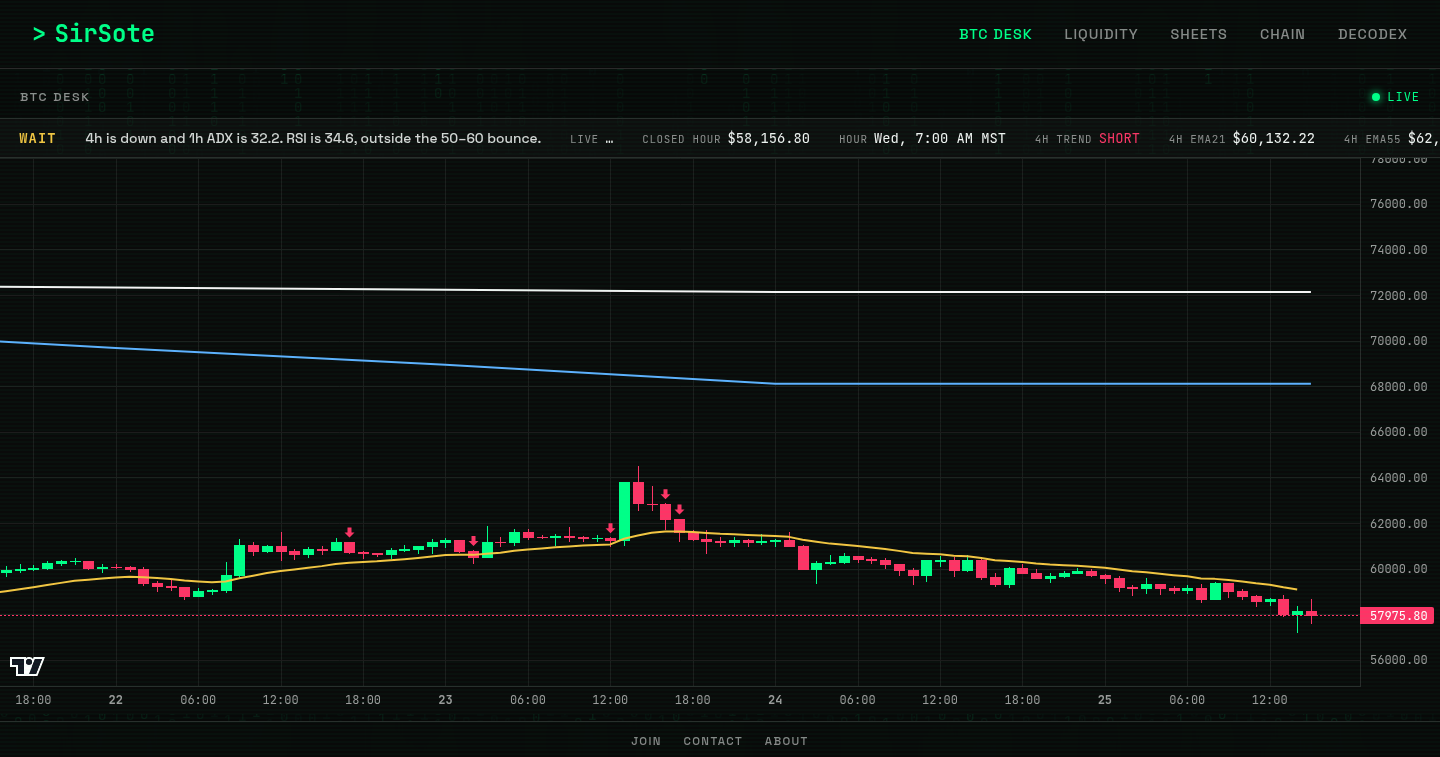 > SirSote
BTC DESK LIQUIDITY SHEETS CHAIN DECODEX
BTC DESK
LIVE
WAIT 4h is down and 1h ADX is 32.2. RSI is 34.6, outside the 50–60 bounce. LIVE … CLOSED HOUR $58,156.80 HOUR Wed, 7:00 AM MST 4H TREND SHORT 4H EMA21 $60,132.22 4H EMA55 $62,
78000.00
76000.00
74000.00
72000.00
70000.00
68000.00
66000.00
64000.00
62000.00
60000.00
57975.80
56000.00
18:00 22 06:00 12:00 18:00 23 06:00 12:00 18:00 24 06:00 12:00 18:00 25 06:00 12:00
JOIN CONTACT ABOUT